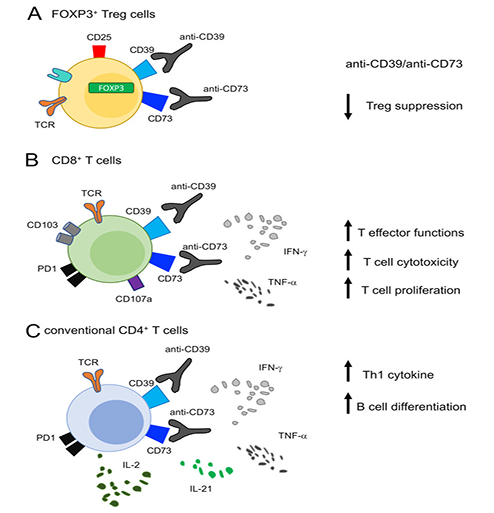 A FOXP3⁺ Treg cells
CD25
CD39
anti-CD39
FOXP3
anti-CD73
TCR
CD73
anti-CD39/anti-CD73
Treg suppression
B CD8⁺ T cells
TCR
anti-CD39
CD39
CD103
anti-CD73
IFN-γ
PD1
CD73
CD107a
TNF-α
T effector functions
T cell cytotoxicity
T cell proliferation
C conventional CD4⁺ T cells
anti-CD39
TCR
CD39
IFN-γ
anti-CD73
PD1
CD73
TNF-α
IL-2
IL-21
Th1 cytokine
B cell differentiation